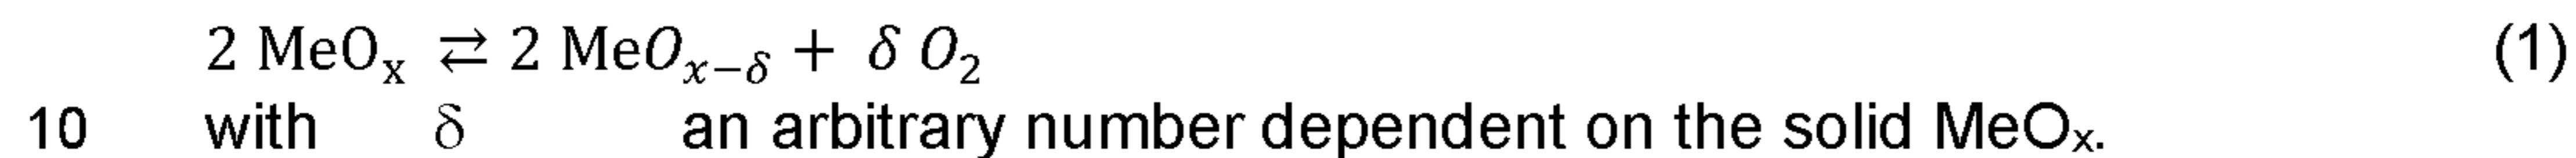 2 MeOₓ ⇄ 2 MeOₓ₋δ + δ O₂ (1)
10 with δ an arbitrary number dependent on the solid MeOₓ.